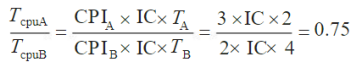 T_cpuA / T_cpuB = CPI_A × IC × T_A / CPI_B × IC × T_B = 3 × IC × 2 / 2 × IC × 4 = 0.75